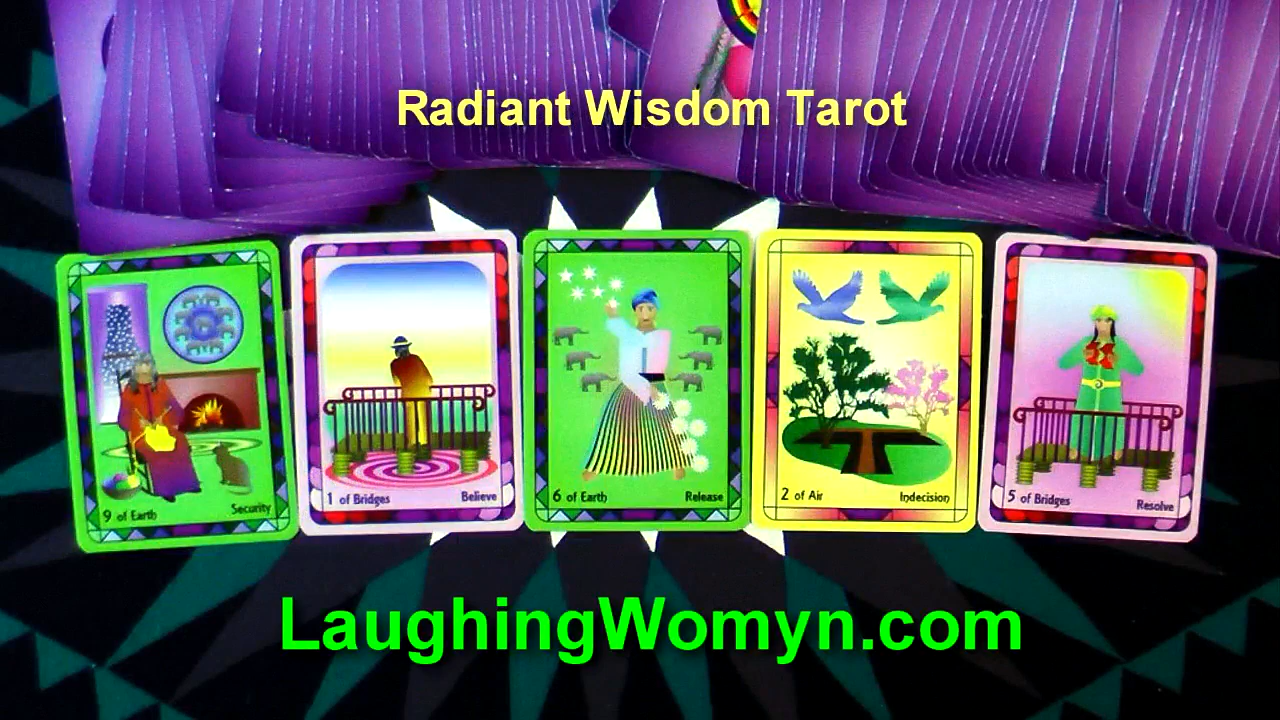 Radiant Wisdom Tarot
9 of Earth Security
1 of Bridges Believe
6 of Earth Release
2 of Air Indecision
5 of Bridges Resolve
LaughingWomyn.com